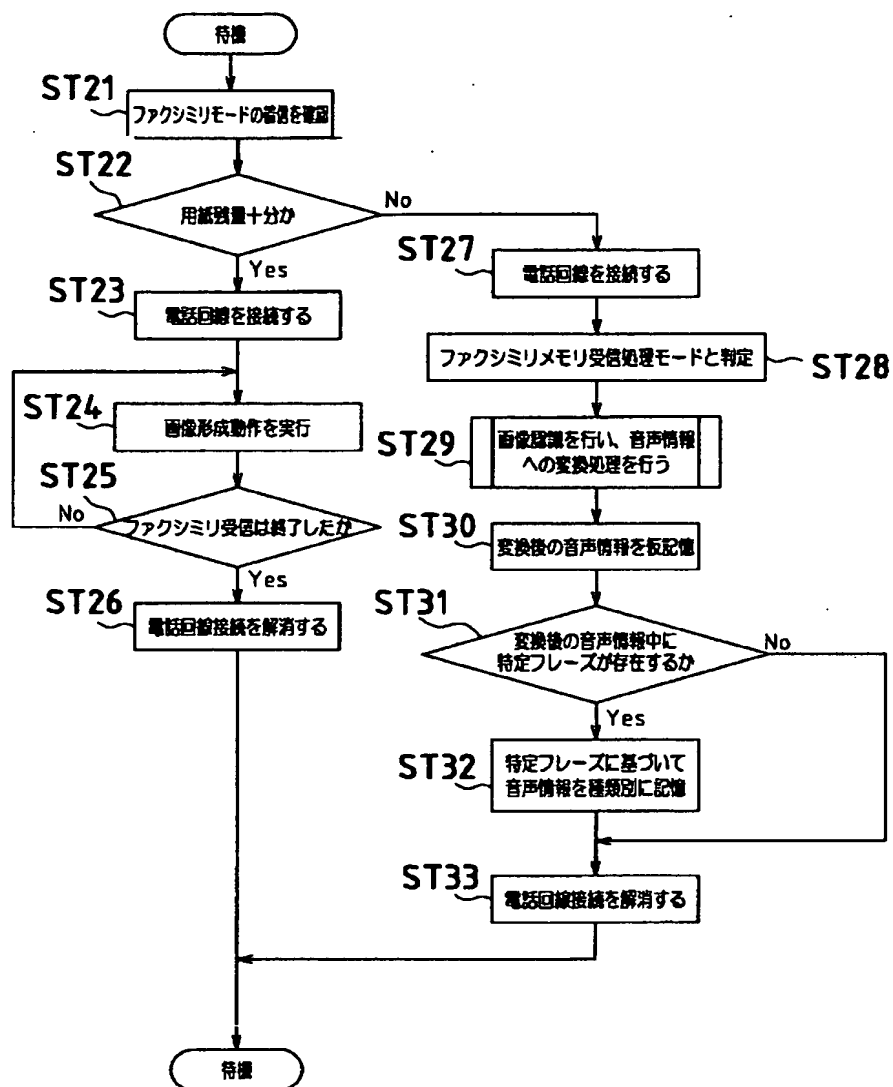 待機
ST21
ファクシミリモードの着信を確認
ST22
用紙残量十分か
No
Yes
ST23
電話回線を接続する
ST24
画像形成動作を実行
ST25
ファクシミリ受信は終了したか
No
Yes
ST26
電話回線接続を解消する
ST27
電話回線を接続する
ファクシミリメモリ受信処理モードと判定
ST28
ST29
画像認識を行い、音声情報
への変換処理を行う
ST30
変換後の音声情報を仮記憶
ST31
変換後の音声情報中に
特定フレーズが存在するか
No
Yes
ST32
特定フレーズに基づいて
音声情報を種類別に記憶
ST33
電話回線接続を解消する
待機